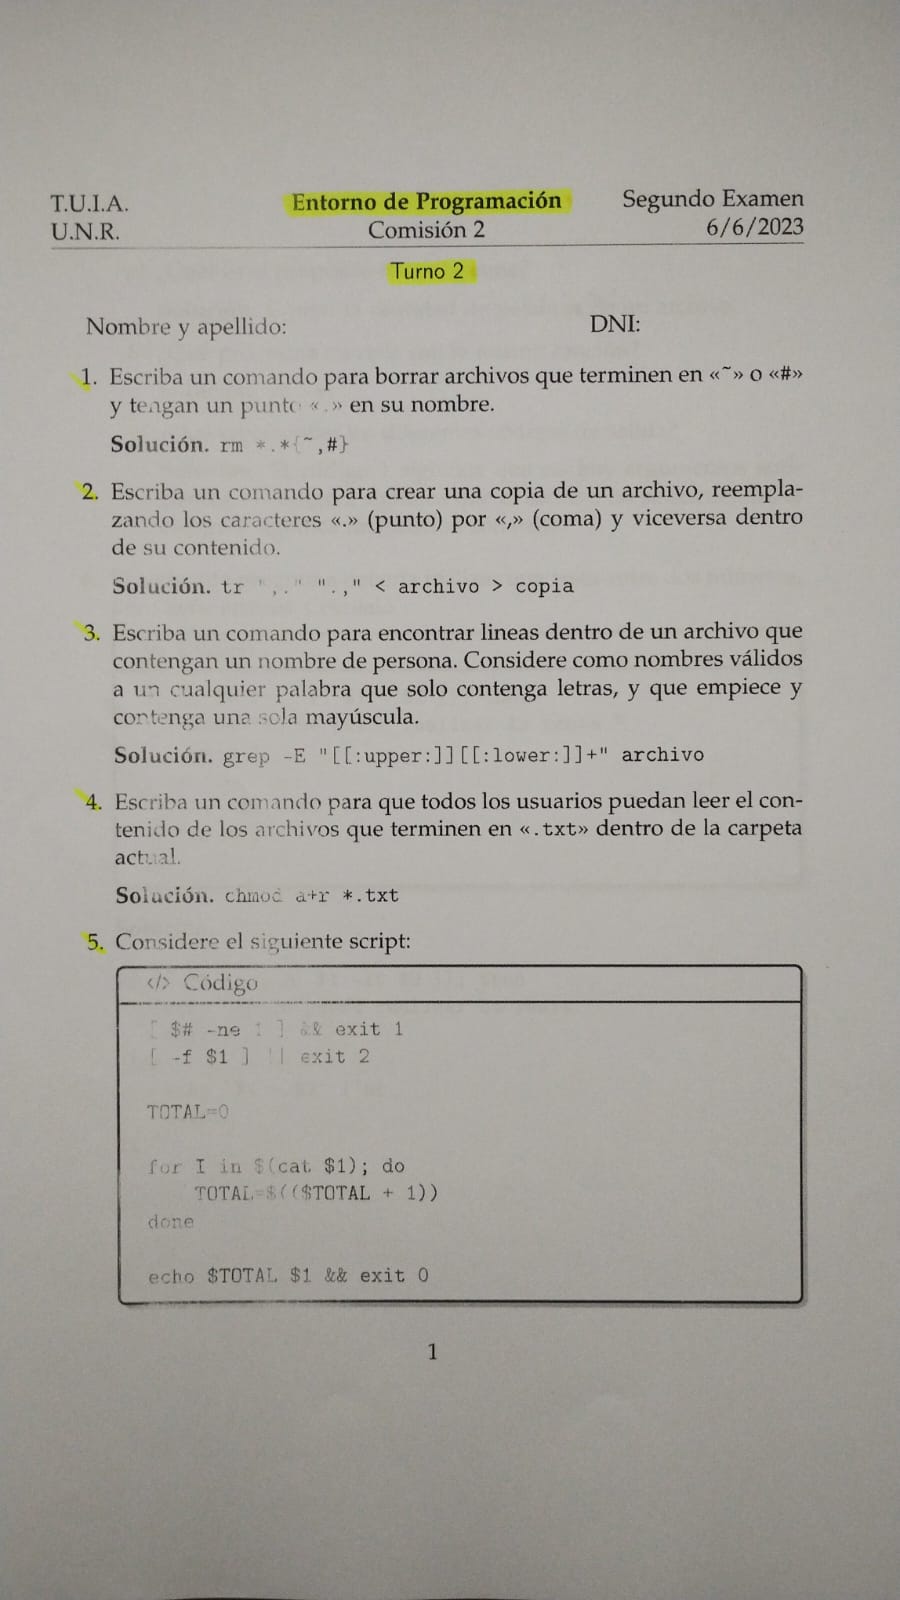 T.U.I.A. Entorno de Programación Segundo Examen
U.N.R. Comisión 2 6/6/2023
Turno 2
Nombre y apellido: DNI:
1. Escriba un comando para borrar archivos que terminen en «~» o «#»
y tengan un punto «.» en su nombre.
Solución. rm *.*{~,#}
2. Escriba un comando para crear una copia de un archivo, reempla-
zando los caracteres «.» (punto) por «,» (coma) y viceversa dentro
de su contenido.
Solución. tr ",." ".," < archivo > copia
3. Escriba un comando para encontrar lineas dentro de un archivo que
contengan un nombre de persona. Considere como nombres válidos
a un cualquier palabra que solo contenga letras, y que empiece y
contenga una sola mayúscula.
Solución. grep -E "[[:upper:]][[:lower:]]+" archivo
4. Escriba un comando para que todos los usuarios puedan leer el con-
tenido de los archivos que terminen en «.txt» dentro de la carpeta
actual.
Solución. chmod a+r *.txt
5. Considere el siguiente script:
</> Código
[ $# -ne 1 ] && exit 1
[ -f $1 ] || exit 2
TOTAL=0
for I in $(cat $1); do
TOTAL=$(($TOTAL + 1))
done
echo $TOTAL $1 && exit 0
1